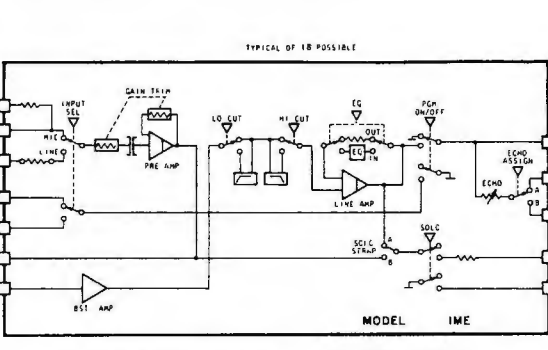 TYPICAL OF 18 POSSIBLE
GAIN TRIM
INPUT
SEL
MIC
LINE
PRE AMP
LO CUT
HI CUT
EQ
OUT
EQ
IN
LINE AMP
PGM
ON/OFF
ECHO
ASSIGN
ECHO
A
B
SOLO
STRAP
A
B
SOLO
BST AMP
MODEL IME